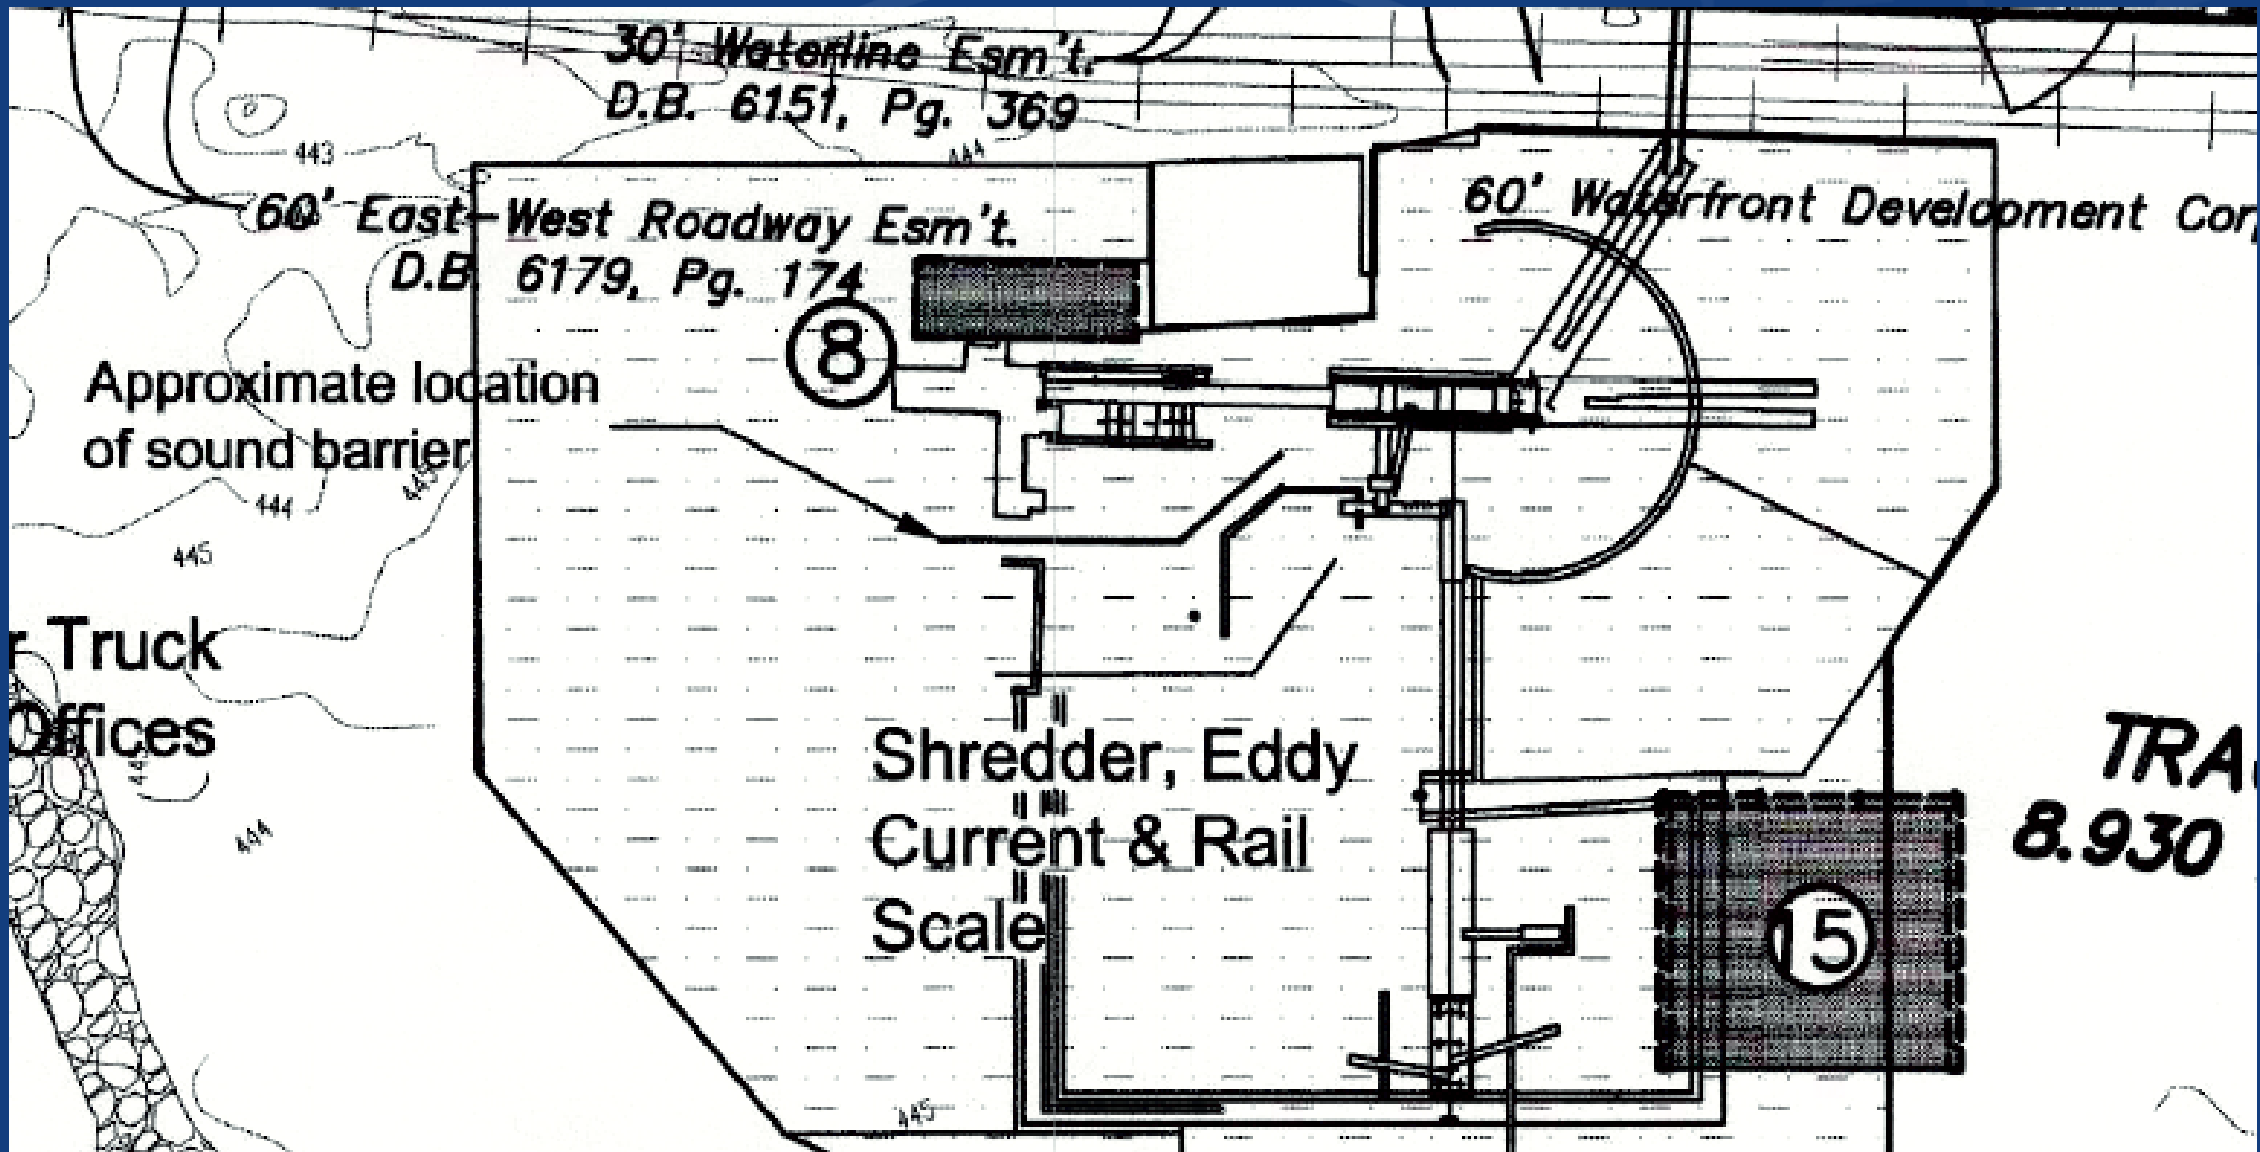 30' Waterline Esm't.
D.B. 6151, Pg. 369
443
444
60' East-West Roadway Esm't.
D.B. 6179, Pg. 174
60' Waterfront Development Cor
8
Approximate location
of sound barrier
445
444
445
r Truck
Offices
444
Shredder, Eddy
Current & Rail
Scale
TRA
8.930
15
445